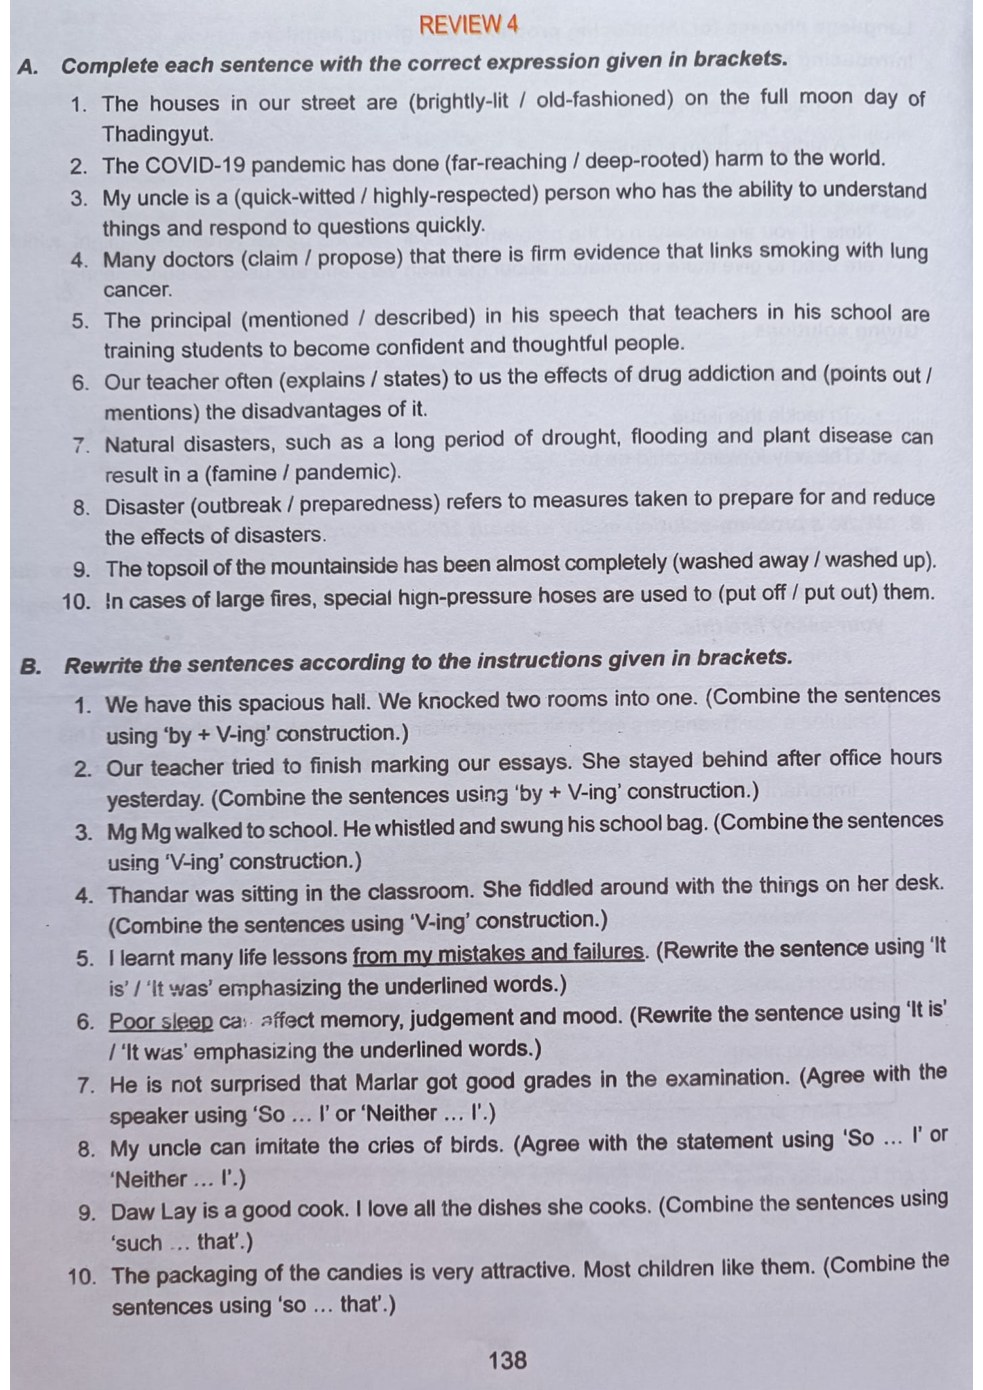 REVIEW 4
A. Complete each sentence with the correct expression given in brackets.
1. The houses in our street are (brightly-lit / old-fashioned) on the full moon day of
Thadingyut.
2. The COVID-19 pandemic has done (far-reaching / deep-rooted) harm to the world.
3. My uncle is a (quick-witted / highly-respected) person who has the ability to understand
things and respond to questions quickly.
4. Many doctors (claim / propose) that there is firm evidence that links smoking with lung
cancer.
5. The principal (mentioned / described) in his speech that teachers in his school are
training students to become confident and thoughtful people.
6. Our teacher often (explains / states) to us the effects of drug addiction and (points out /
mentions) the disadvantages of it.
7. Natural disasters, such as a long period of drought, flooding and plant disease can
result in a (famine / pandemic).
8. Disaster (outbreak / preparedness) refers to measures taken to prepare for and reduce
the effects of disasters.
9. The topsoil of the mountainside has been almost completely (washed away / washed up).
10. In cases of large fires, special high-pressure hoses are used to (put off / put out) them.
B. Rewrite the sentences according to the instructions given in brackets.
1. We have this spacious hall. We knocked two rooms into one. (Combine the sentences
using 'by + V-ing' construction.)
2. Our teacher tried to finish marking our essays. She stayed behind after office hours
yesterday. (Combine the sentences using 'by + V-ing' construction.)
3. Mg Mg walked to school. He whistled and swung his school bag. (Combine the sentences
using 'V-ing' construction.)
4. Thandar was sitting in the classroom. She fiddled around with the things on her desk.
(Combine the sentences using 'V-ing' construction.)
5. I learnt many life lessons from my mistakes and failures. (Rewrite the sentence using 'It
is' / 'It was' emphasizing the underlined words.)
6. Poor sleep can affect memory, judgement and mood. (Rewrite the sentence using 'It is'
/ 'It was' emphasizing the underlined words.)
7. He is not surprised that Marlar got good grades in the examination. (Agree with the
speaker using 'So ... I' or 'Neither ... I'.)
8. My uncle can imitate the cries of birds. (Agree with the statement using 'So ... I' or
'Neither ... I'.)
9. Daw Lay is a good cook. I love all the dishes she cooks. (Combine the sentences using
'such ... that'.)
10. The packaging of the candies is very attractive. Most children like them. (Combine the
sentences using 'so ... that'.)
138